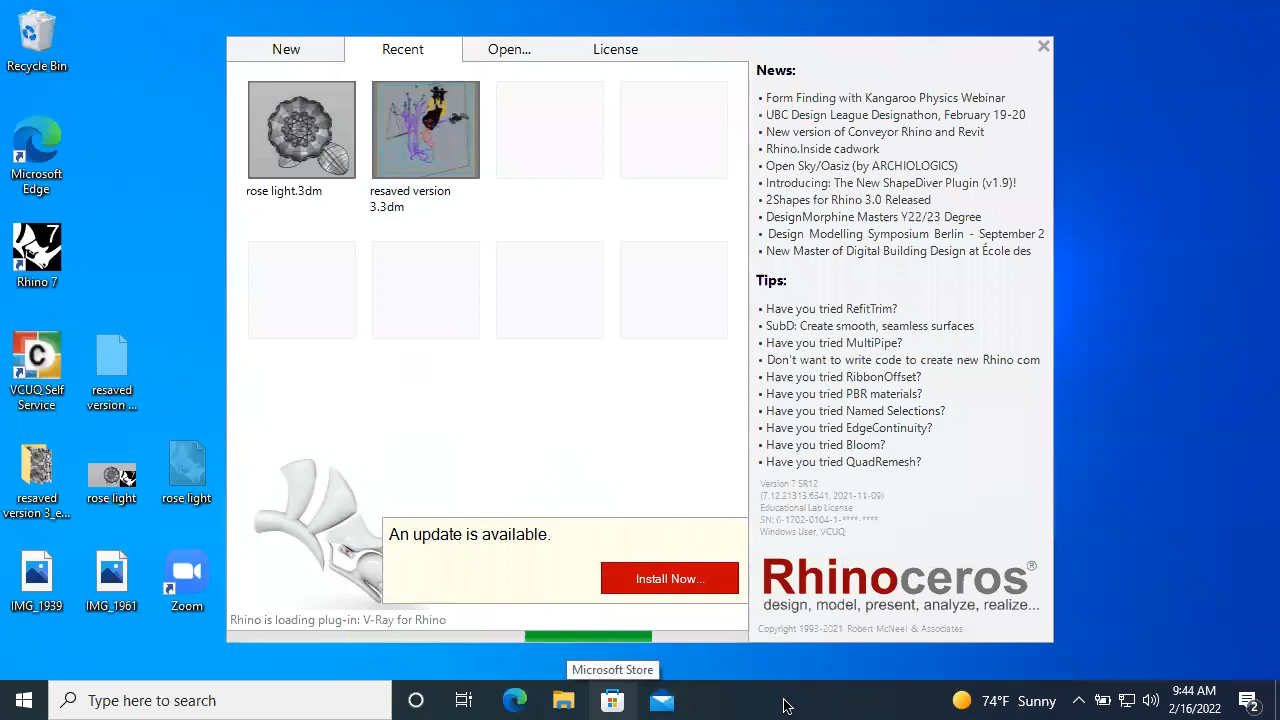 Recycle Bin
Microsoft
Edge
7
Rhino 7
VCUQ Self
Service
resaved
version ...
resaved
version 3_e...
rose light
rose light
IMG_1939
IMG_1961
Zoom
New
Recent
Open...
License
rose light.3dm
resaved version
3.3dm
An update is available.
Install Now...
Rhino is loading plug-in: V-Ray for Rhino
News:
• Form Finding with Kangaroo Physics Webinar
• UBC Design League Designathon, February 19-20
• New version of Conveyor Rhino and Revit
• Rhino.Inside cadwork
• Open Sky/Oasiz (by ARCHIOLOGICS)
• Introducing: The New ShapeDiver Plugin (v1.9)!
• 2Shapes for Rhino 3.0 Released
• DesignMorphine Masters Y22/23 Degree
• Design Modelling Symposium Berlin - September 2
• New Master of Digital Building Design at École des
Tips:
• Have you tried RefitTrim?
• SubD: Create smooth, seamless surfaces
• Have you tried MultiPipe?
• Don't want to write code to create new Rhino com
• Have you tried RibbonOffset?
• Have you tried PBR materials?
• Have you tried Named Selections?
• Have you tried EdgeContinuity?
• Have you tried Bloom?
• Have you tried QuadRemesh?
Version 7 SR12
(7.12.21313.6341, 2021-11-09)
Educational Lab License
SN: 6-1702-0104-1-****-****
Windows User, VCUQ
Rhinoceros®
design, model, present, analyze, realize...
Copyright 1993-2021 Robert McNeel & Associates
Microsoft Store
Type here to search
74°F Sunny
9:44 AM
2/16/2022
2